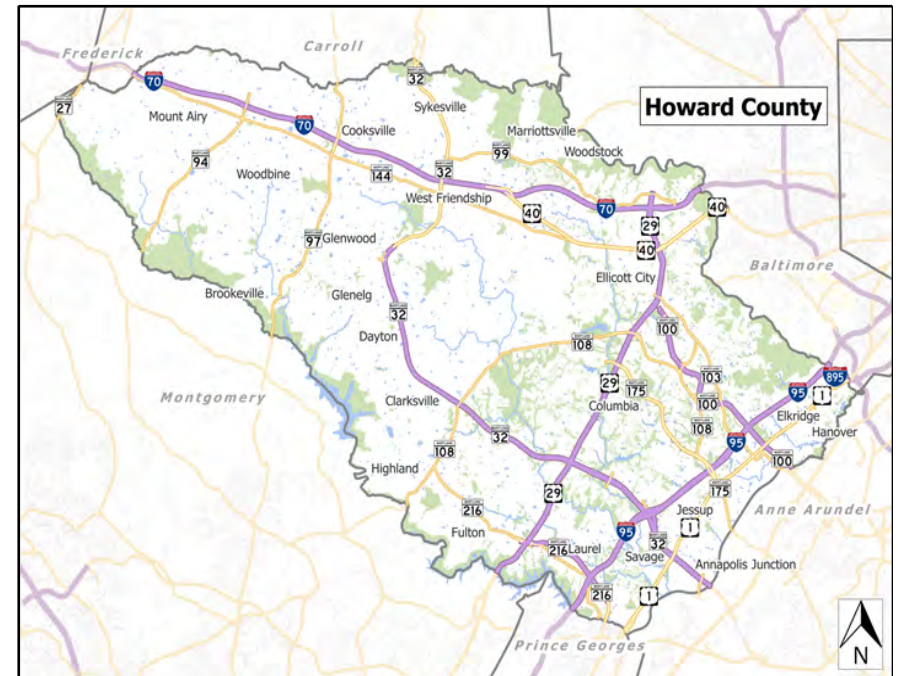 Frederick
Carroll
70
32
27
Mount Airy
Sykesville
Howard County
70
Cooksville
Marriottsville
94
99
Woodstock
Woodbine
144
32
West Friendship
70
40
40
29
97
Glenwood
40
Ellicott City
Baltimore
Brookeville
Glenelg
32
Dayton
100
108
29
103
895
Montgomery
Clarksville
175
95
1
Columbia
100
Elkridge
108
Hanover
32
95
108
100
Highland
29
175
216
Jessup
Anne Arundel
Fulton
95
1
216
Laurel
32
Savage
Annapolis Junction
216
1
Prince Georges
N